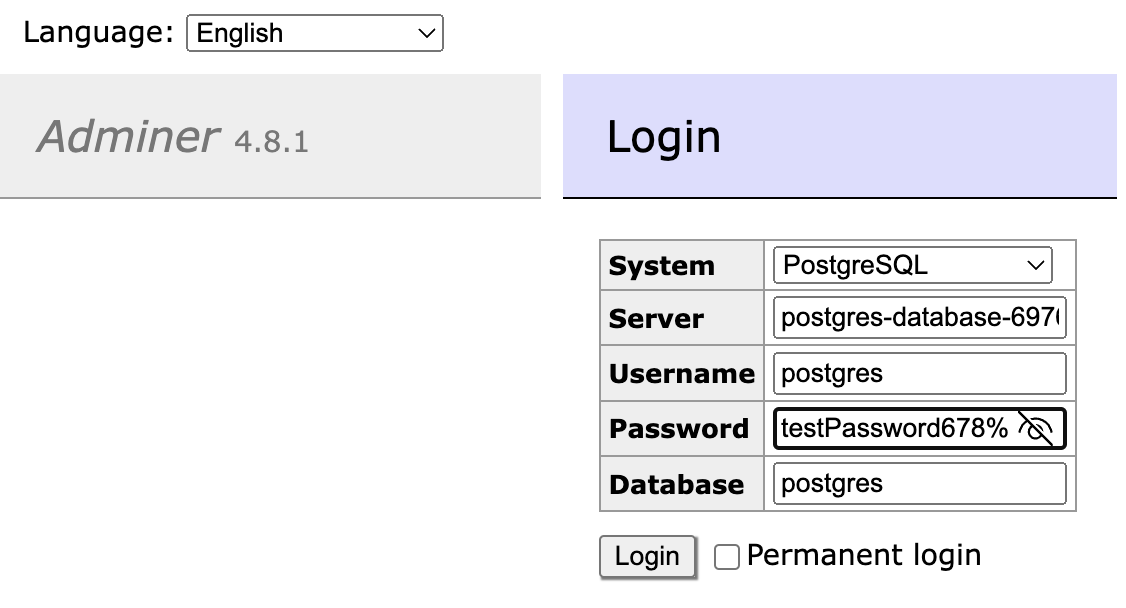 Language: English
Adminer 4.8.1
Login
System PostgreSQL
Server postgres-database-697
Username postgres
Password testPassword678%
Database postgres
Login Permanent login